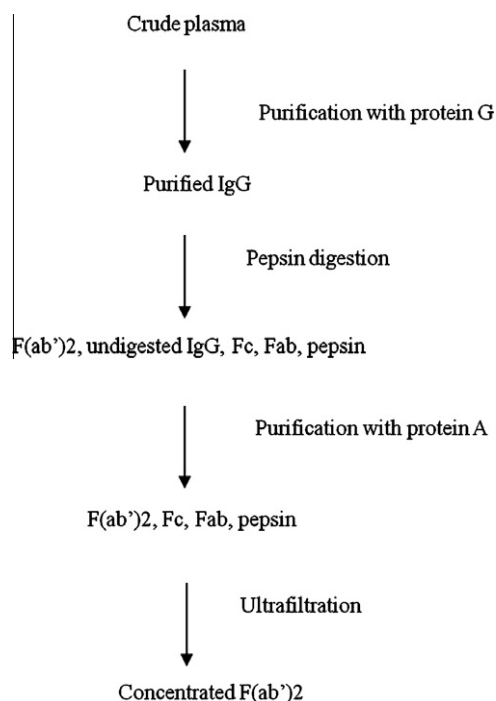 Crude plasma
Purification with protein G
Purified IgG
Pepsin digestion
F(ab’)2, undigested IgG, Fc, Fab, pepsin
Purification with protein A
F(ab’)2, Fc, Fab, pepsin
Ultrafiltration
Concentrated F(ab’)2